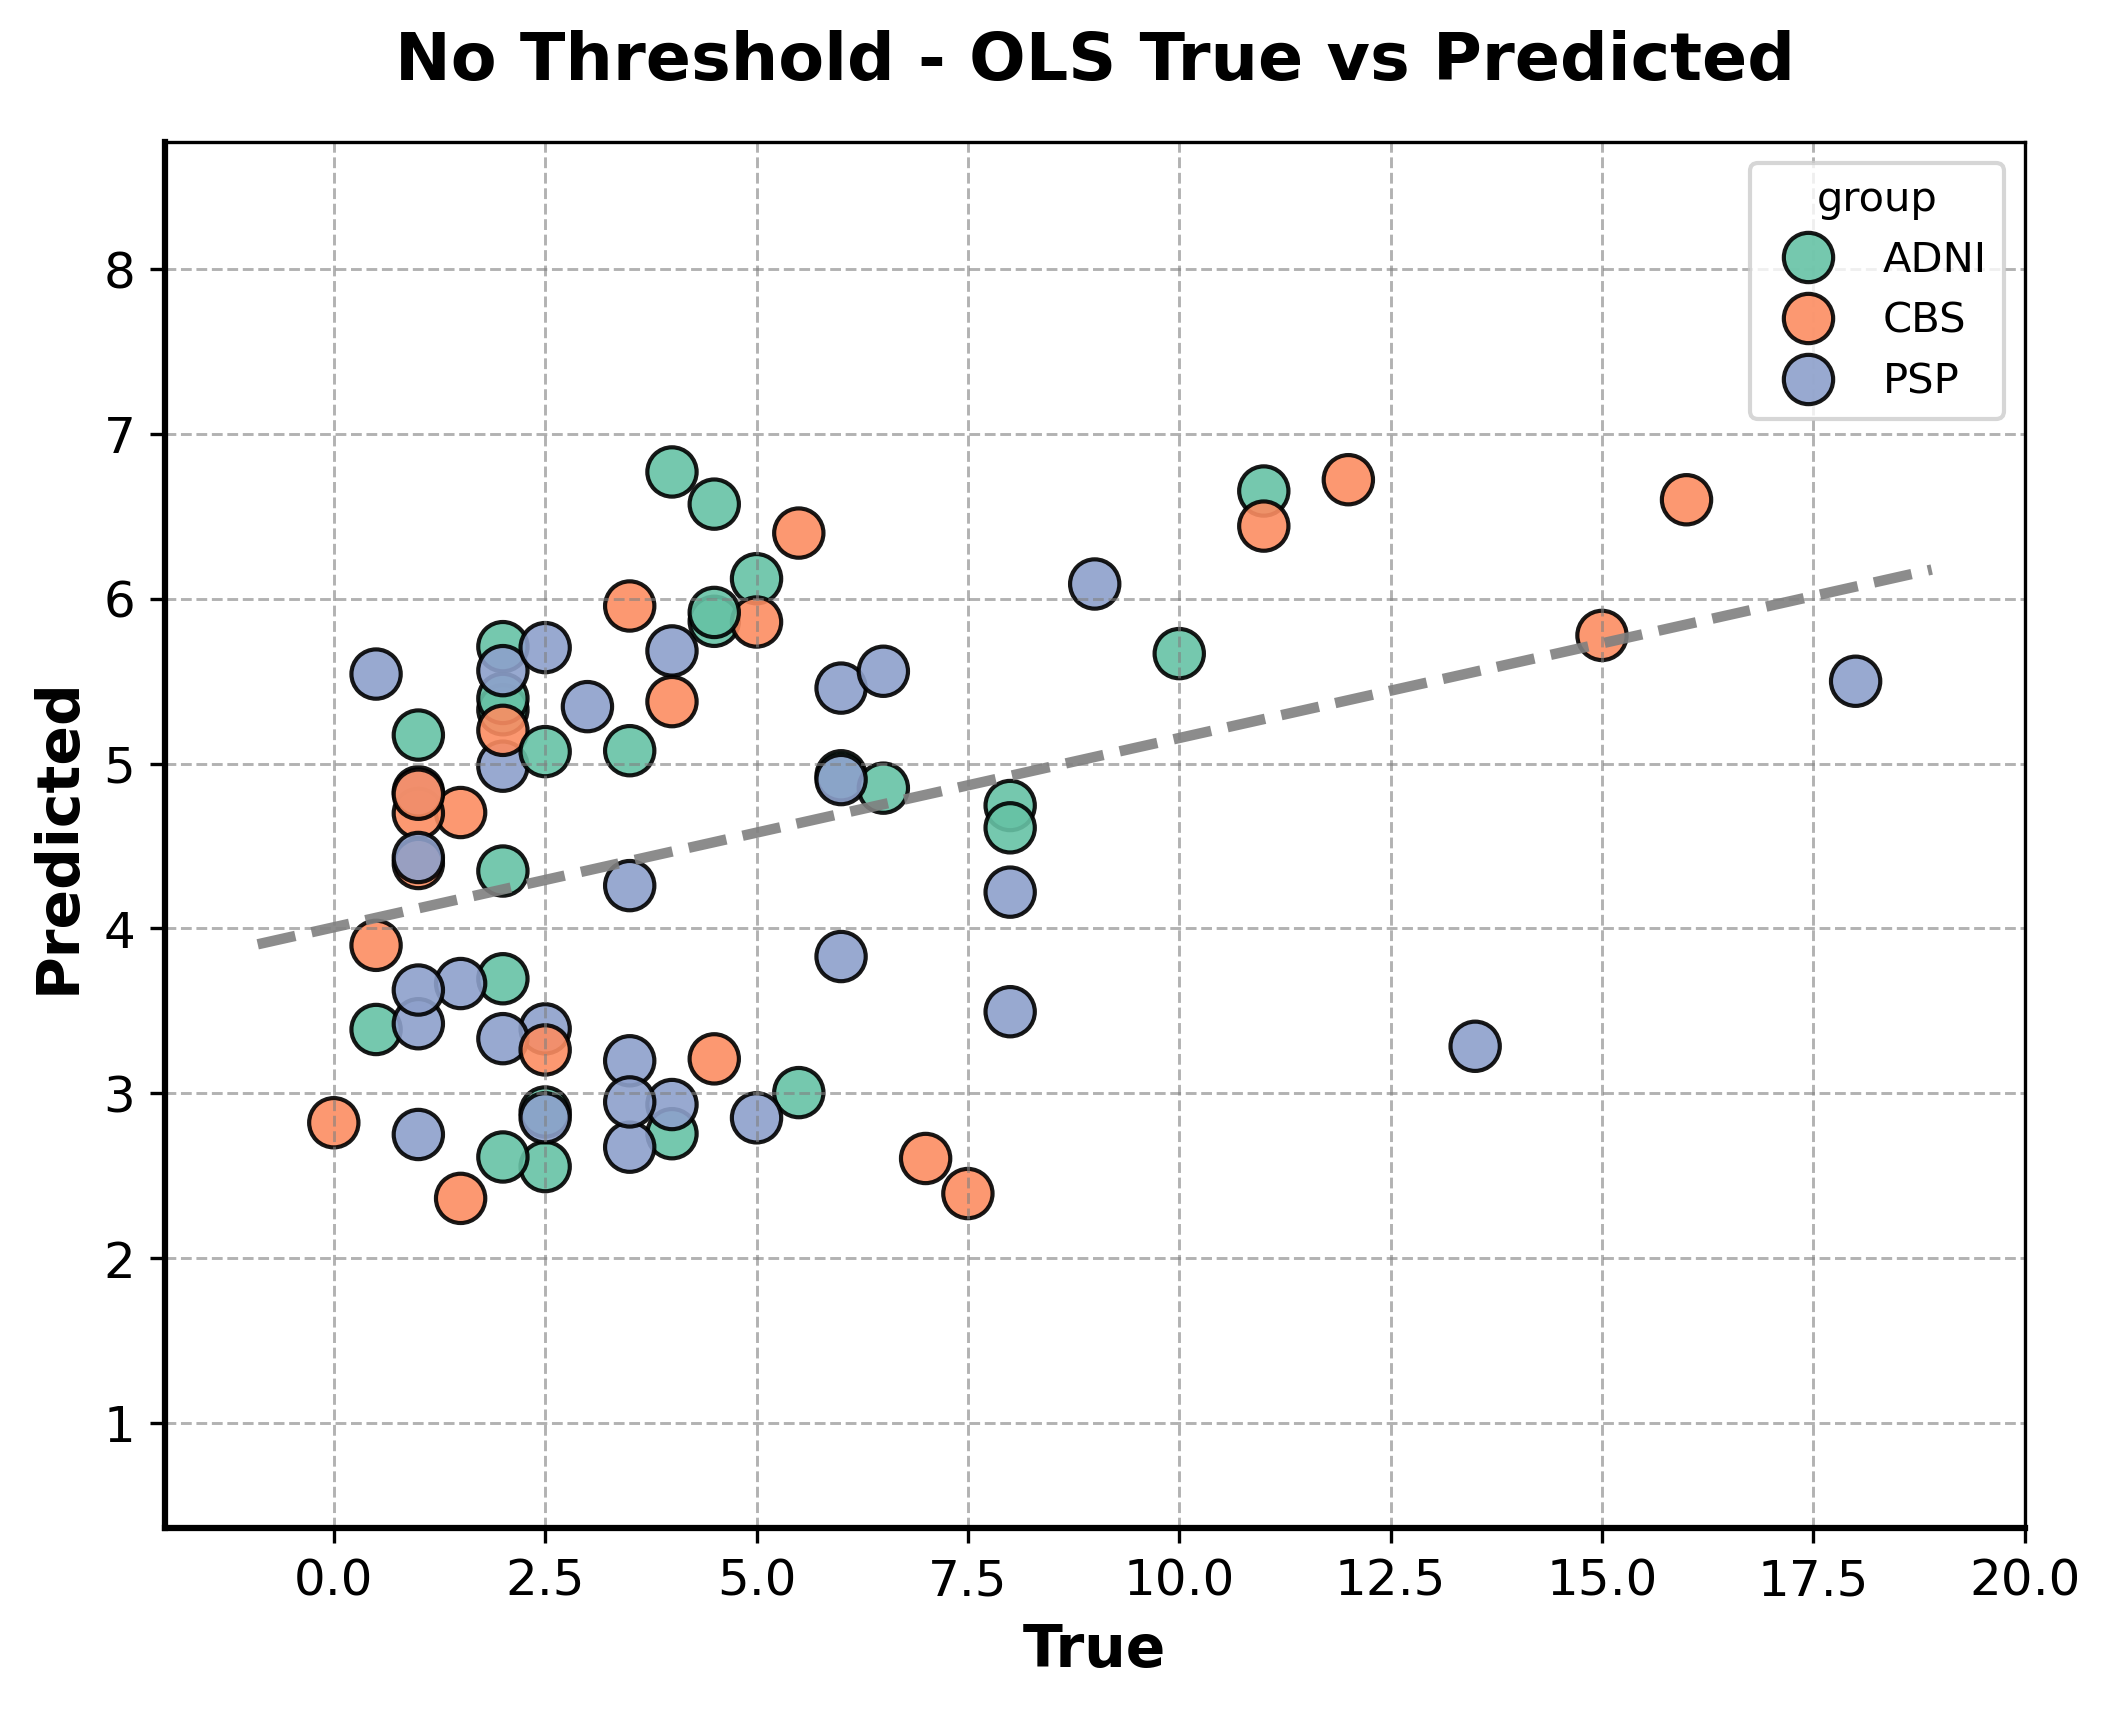 No Threshold - OLS True vs Predicted
group
ADNI
CBS
PSP
8
7
6
5
4
3
2
1
Predicted
0.0 2.5 5.0 7.5 10.0 12.5 15.0 17.5 20.0
True